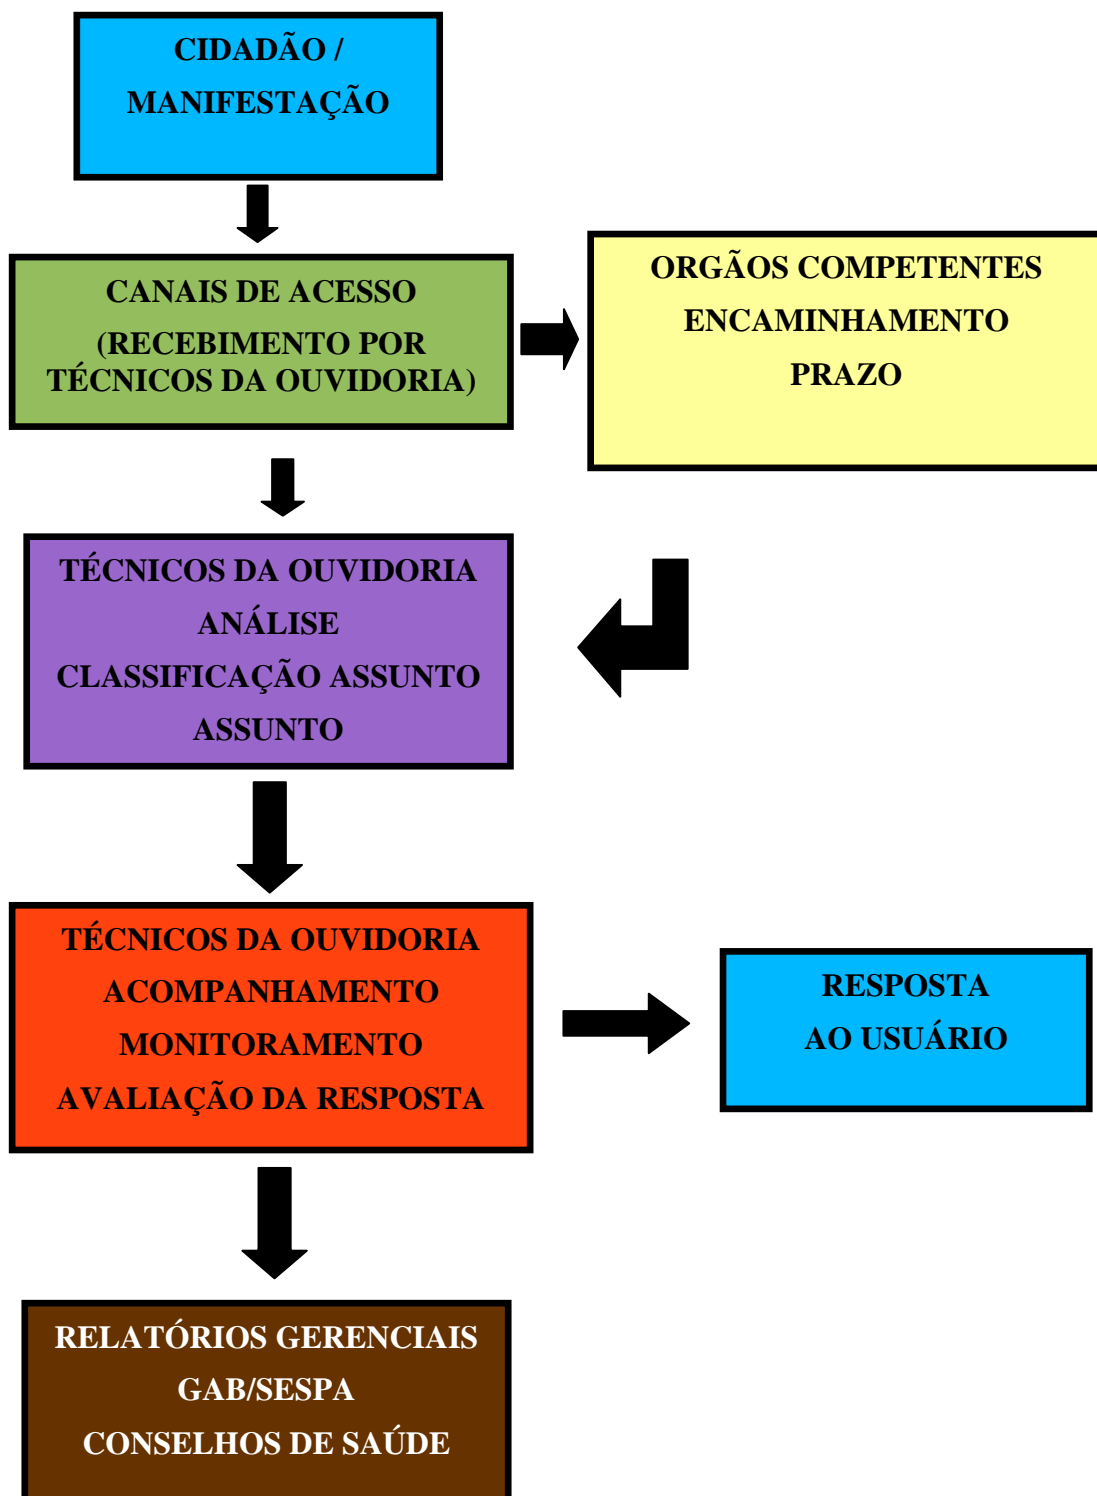 CIDADÃO /
MANIFESTAÇÃO
CANAIS DE ACESSO
(RECEBIMENTO POR
TÉCNICOS DA OUVIDORIA)
ORGÃOS COMPETENTES
ENCAMINHAMENTO
PRAZO
TÉCNICOS DA OUVIDORIA
ANÁLISE
CLASSIFICAÇÃO ASSUNTO
ASSUNTO
TÉCNICOS DA OUVIDORIA
ACOMPANHAMENTO
MONITORAMENTO
AVALIAÇÃO DA RESPOSTA
RESPOSTA
AO USUÁRIO
RELATÓRIOS GERENCIAIS
GAB/SESPA
CONSELHOS DE SAÚDE